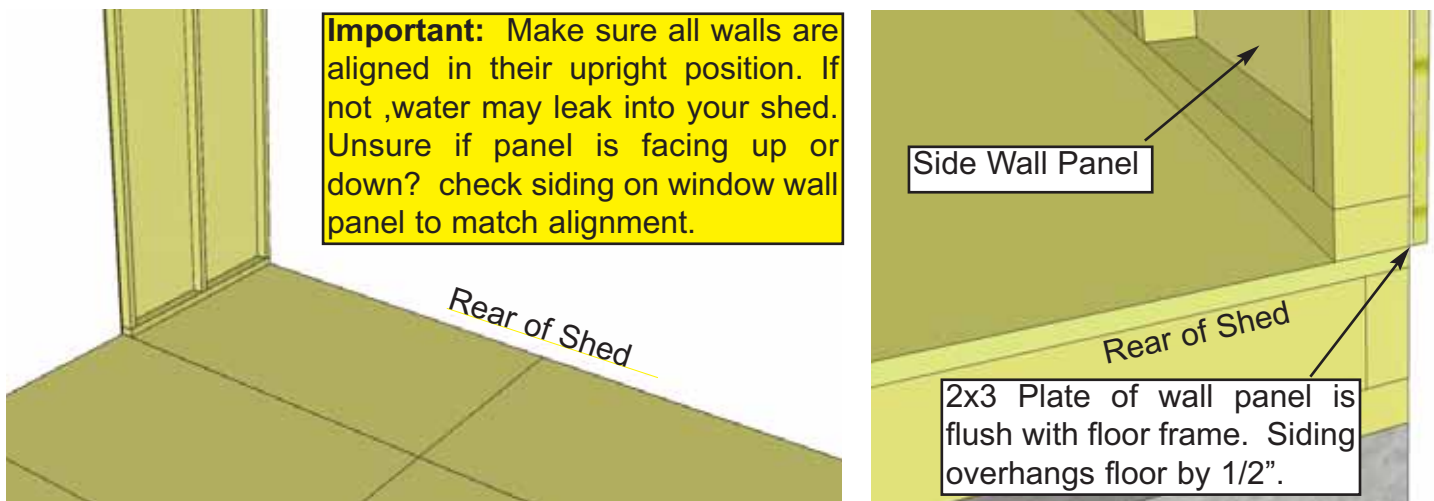 Important: Make sure all walls are
aligned in their upright position. If
not ,water may leak into your shed.
Unsure if panel is facing up or
down? check siding on window wall
panel to match alignment.
Rear of Shed
Side Wall Panel
Rear of Shed
2x3 Plate of wall panel is
flush with floor frame. Siding
overhangs floor by 1/2”.